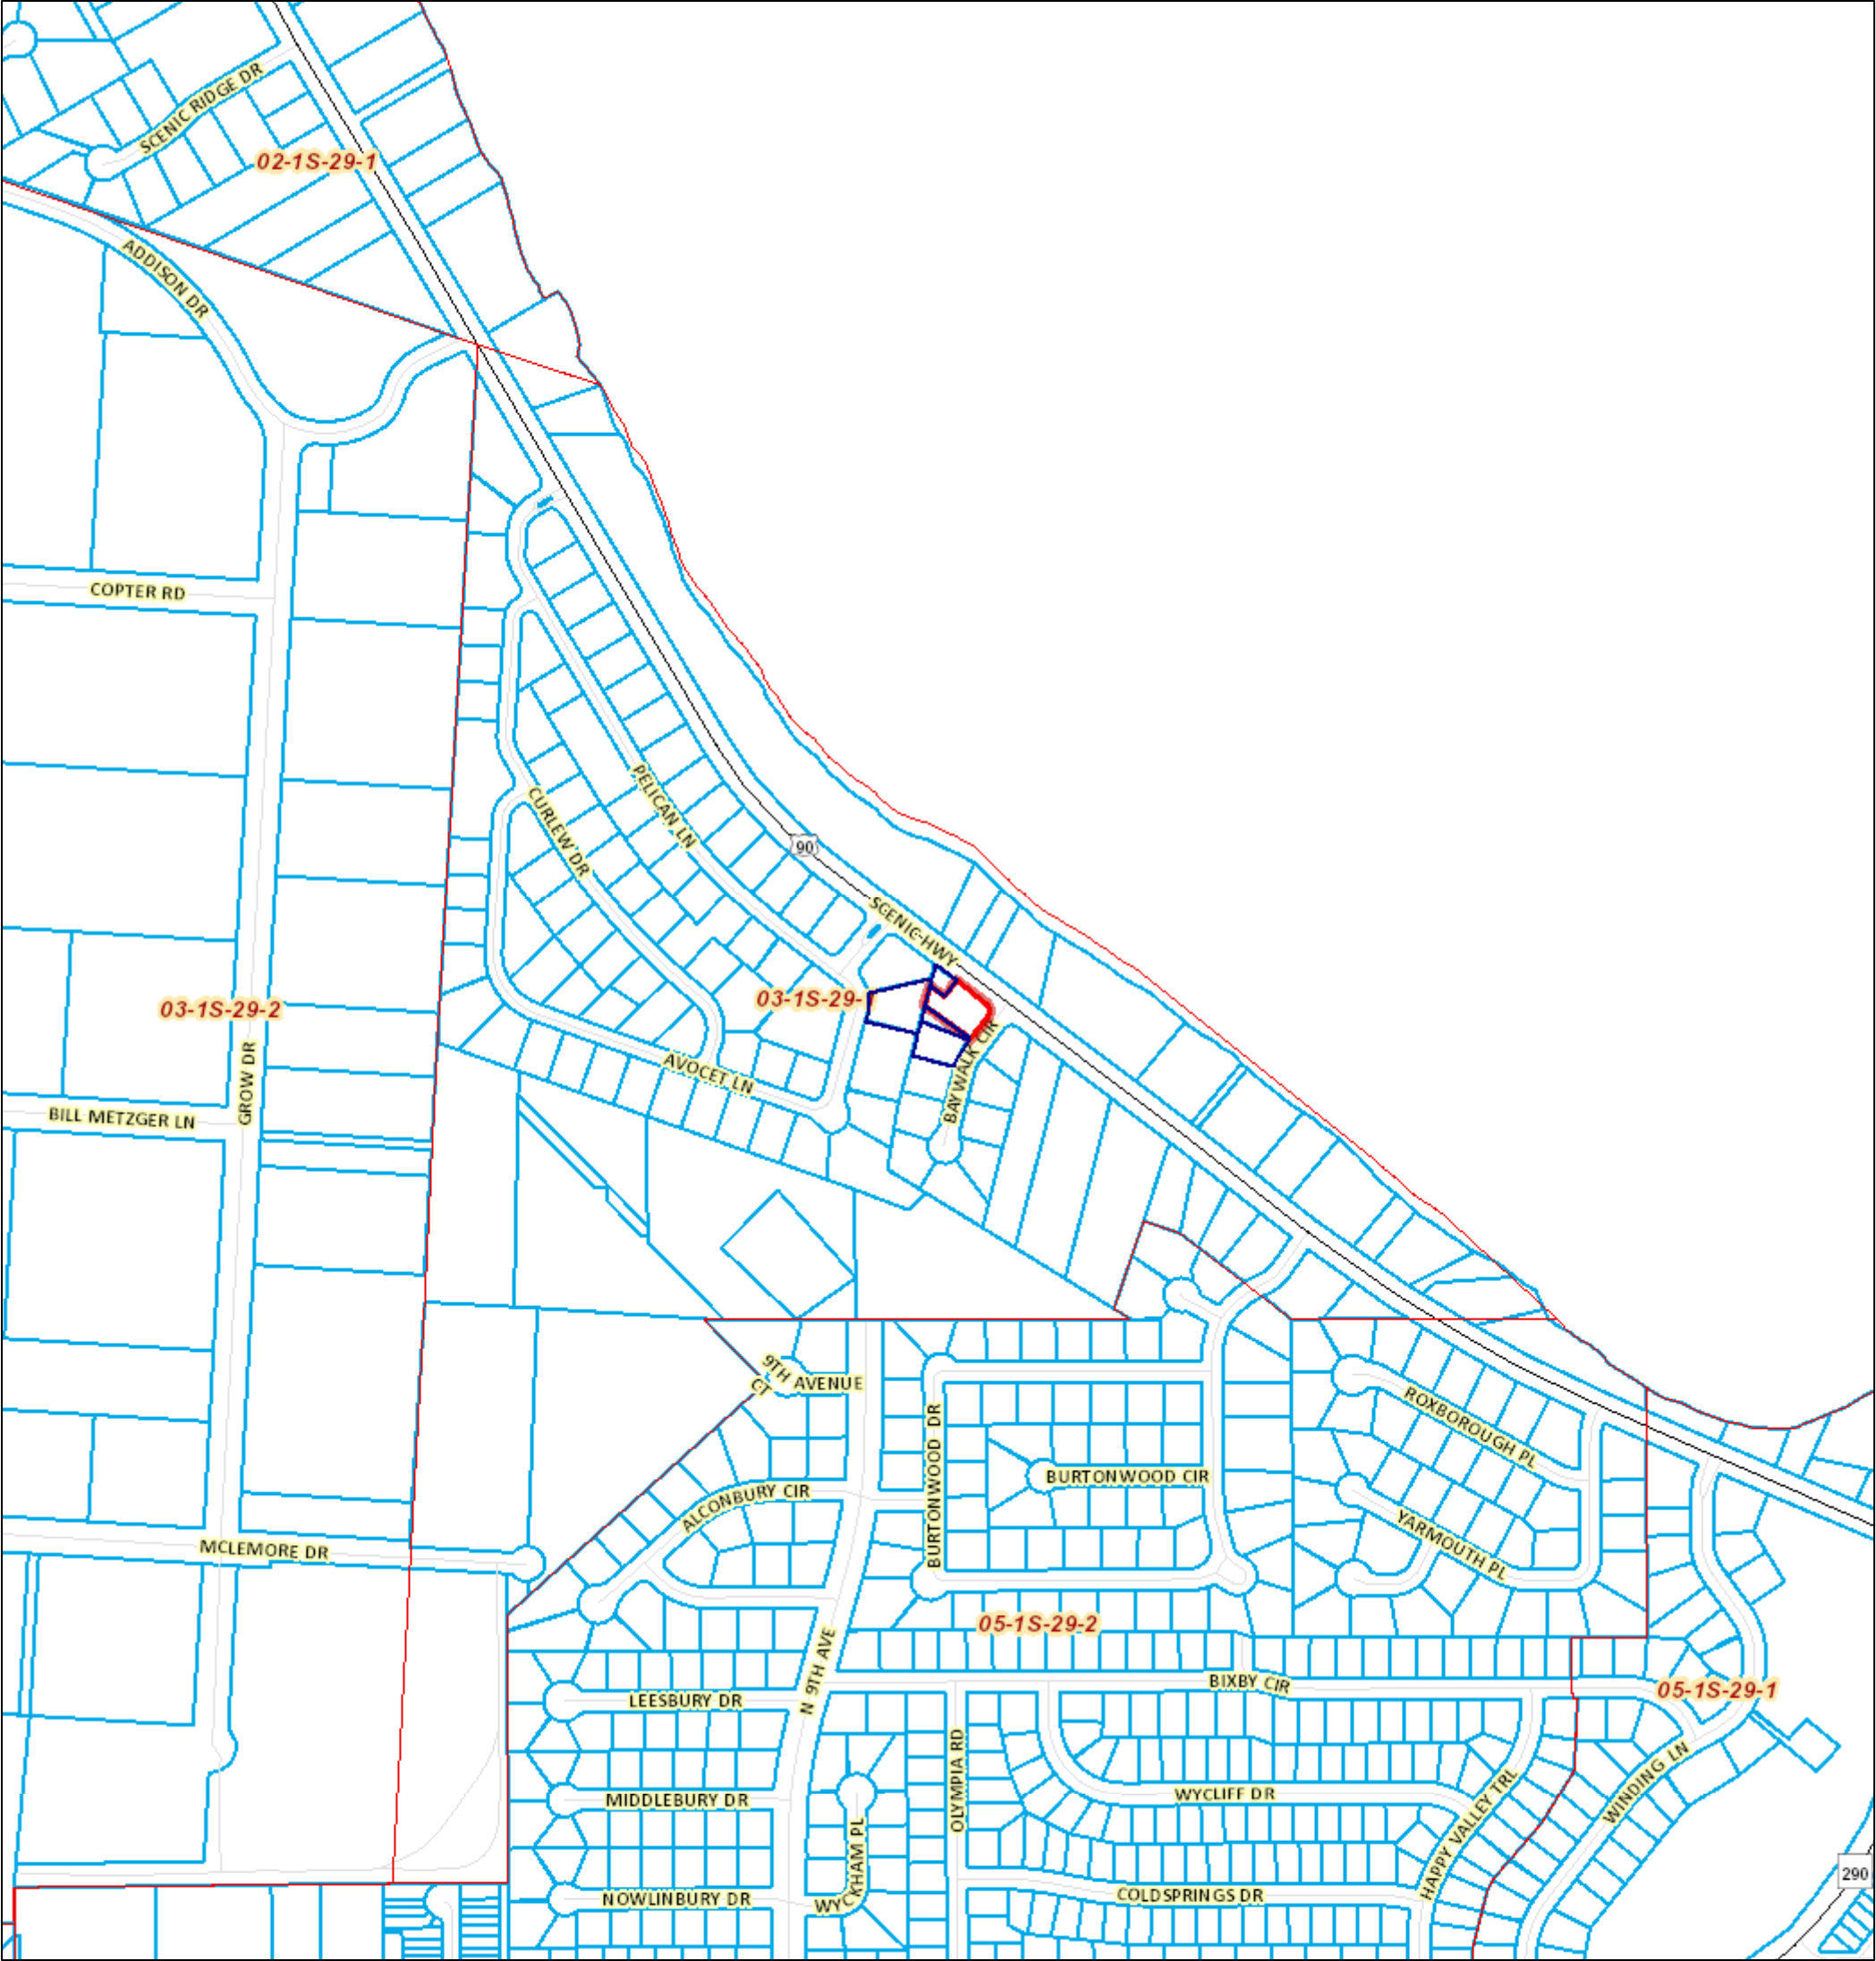 SCENIC RIDGE DR
02-1S-29-1
ADDISON DR
COPTER RD
PELICAN LN
CURLEW DR
90
SCENIC HWY
03-1S-29-
03-1S-29-2
GROW DR
AVOCET LN
BAYWALK CIR
BILL METZGER LN
9TH AVENUE
CT
ROXBOROUGH PL
BURTONWOOD DR
BURTONWOOD CIR
ALCONBURY CIR
YARMOUTH PL
MCLEMORE DR
05-1S-29-2
N 9TH AVE
BIXBY CIR
05-1S-29-1
LEESBURY DR
OLYMPIA RD
WINDING LN
WYCLIFF DR
MIDDLEBURY DR
HAPPY VALLEY TRL
WYCKHAM PL
290
COLDSPRINGS DR
NOWLINBURY DR